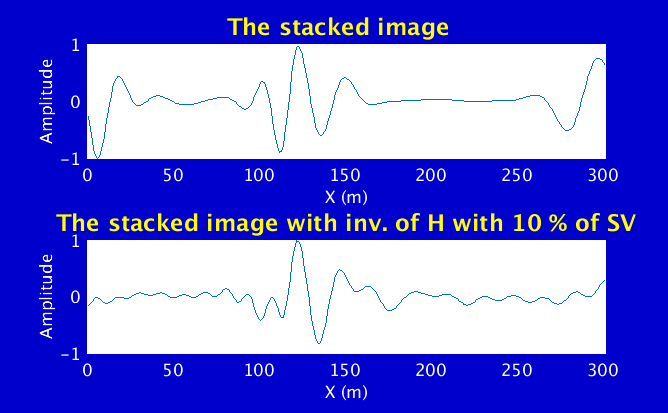 The stacked image
1
0
-1
Amplitude
0 50 100 150 200 250 300
X (m)
The stacked image with inv. of H with 10 % of SV
1
0
-1
Amplitude
0 50 100 150 200 250 300
X (m)